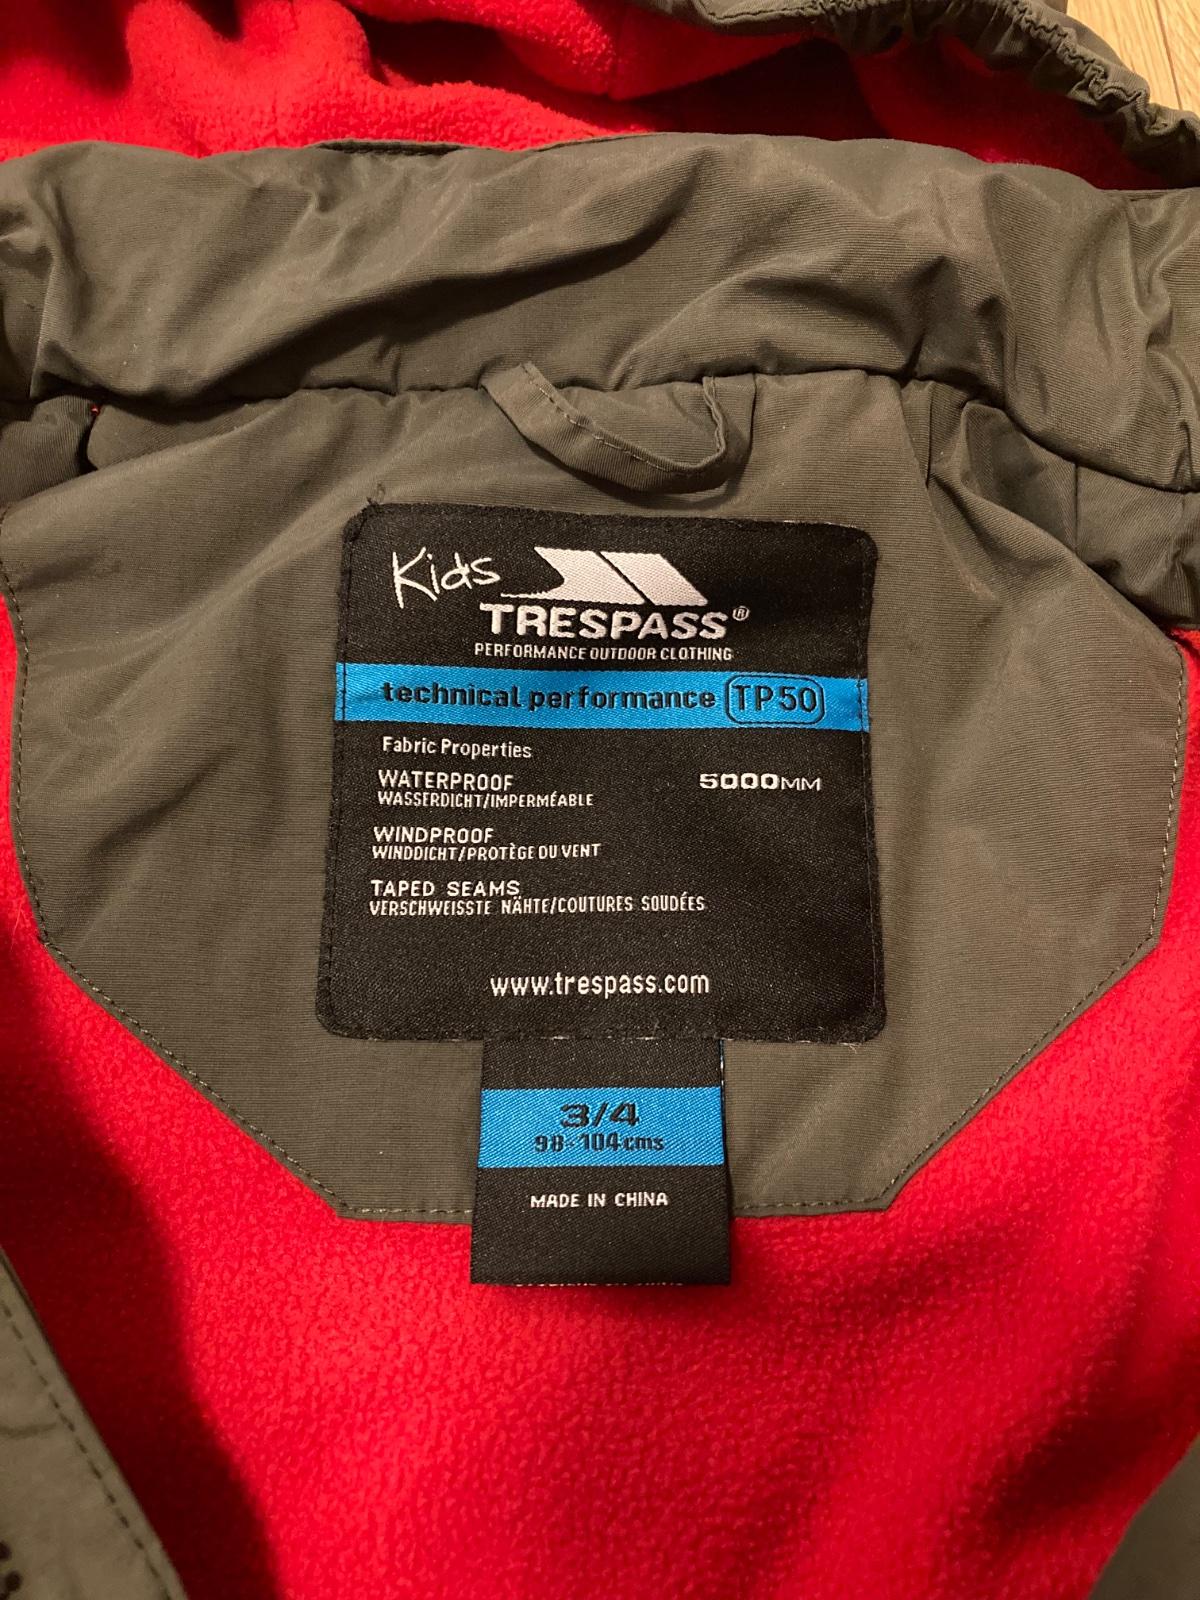 Kids
TRESPASS®
PERFORMANCE OUTDOOR CLOTHING
technical performance TP50
Fabric Properties
WATERPROOF 5000MM
WASSERDICHT/IMPERMÉABLE
WINDPROOF
WINDDICHT/PROTÈGE DU VENT
TAPED SEAMS
VERSCHWEISSTE NÄHTE/COUTURES SOUDÉES
www.trespass.com
3/4
98-104cms
MADE IN CHINA